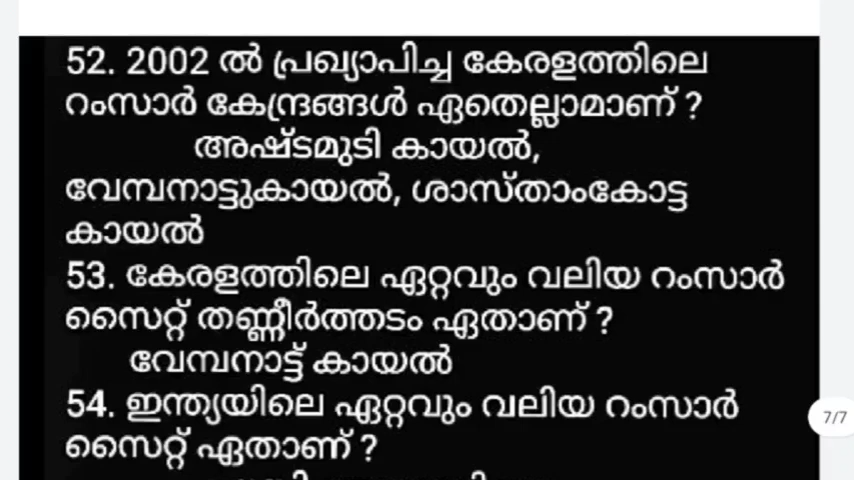 52. 2002 ൽ പ്രഖ്യാപിച്ച കേരളത്തിലെ
റംസാർ കേന്ദ്രങ്ങൾ ഏതെല്ലാമാണ് ?
അഷ്ടമുടി കായൽ,
വേമ്പനാട്ടുകായൽ, ശാസ്താംകോട്ട
കായൽ
53. കേരളത്തിലെ ഏറ്റവും വലിയ റംസാർ
സൈറ്റ് തണ്ണീർത്തടം ഏതാണ് ?
വേമ്പനാട്ട് കായൽ
54. ഇന്ത്യയിലെ ഏറ്റവും വലിയ റംസാർ
സൈറ്റ് ഏതാണ് ?
7/7